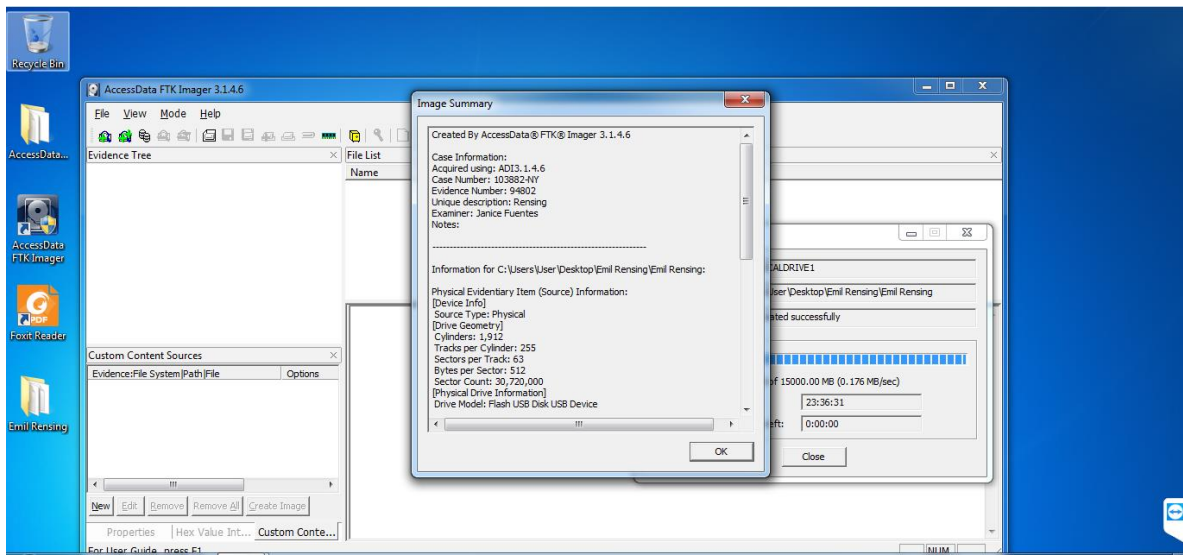 Recycle Bin
AccessData...
AccessData
FTK Imager
PDF
Foxit Reader
Emil Rensing
AccessData FTK Imager 3.1.4.6
File View Mode Help
Evidence Tree
File List
Name
Custom Content Sources
Evidence:File System|Path|File Options
New Edit Remove Remove All Create Image
Properties Hex Value Int... Custom Conte...
For User Guide, press F1
NUM
Image Summary
Created By AccessData® FTK® Imager 3.1.4.6
Case Information:
Acquired using: ADI3.1.4.6
Case Number: 103882-NY
Evidence Number: 94802
Unique description: Rensing
Examiner: Janice Fuentes
Notes:
--------------------------------------------------------------
Information for C:\Users\User\Desktop\Emil Rensing\Emil Rensing:
Physical Evidentiary Item (Source) Information:
[Device Info]
Source Type: Physical
[Drive Geometry]
Cylinders: 1,912
Tracks per Cylinder: 255
Sectors per Track: 63
Bytes per Sector: 512
Sector Count: 30,720,000
[Physical Drive Information]
Drive Model: Flash USB Disk USB Device
OK
CALDRIVE1
User\Desktop\Emil Rensing\Emil Rensing
ated successfully
of 15000.00 MB (0.176 MB/sec)
23:36:31
eft: 0:00:00
Close